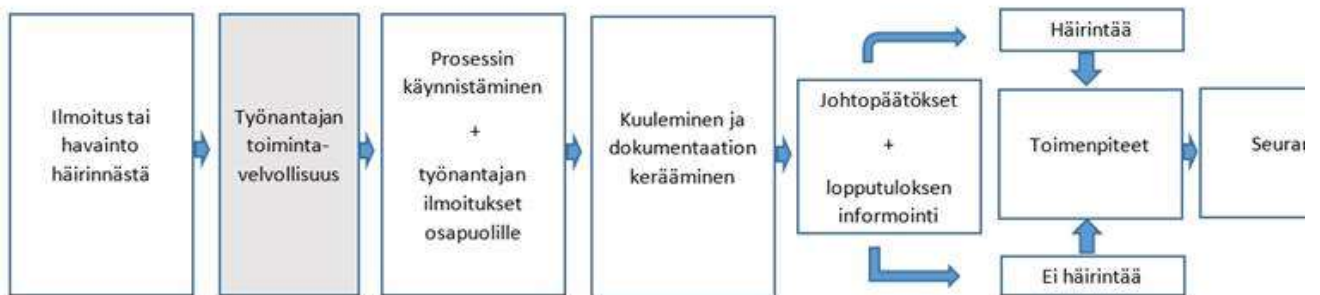 Ilmoitus tai
havainto
häirinnästä
Työnantajan
toiminta-
velvollisuus
Prosessin
käynnistäminen
+
työnantajan
ilmoitukset
osapuolille
Kuuleminen ja
dokumentaation
kerääminen
Johtopäätökset
+
lopputuloksen
informointi
Häirintää
Toimenpiteet
Ei häirintää